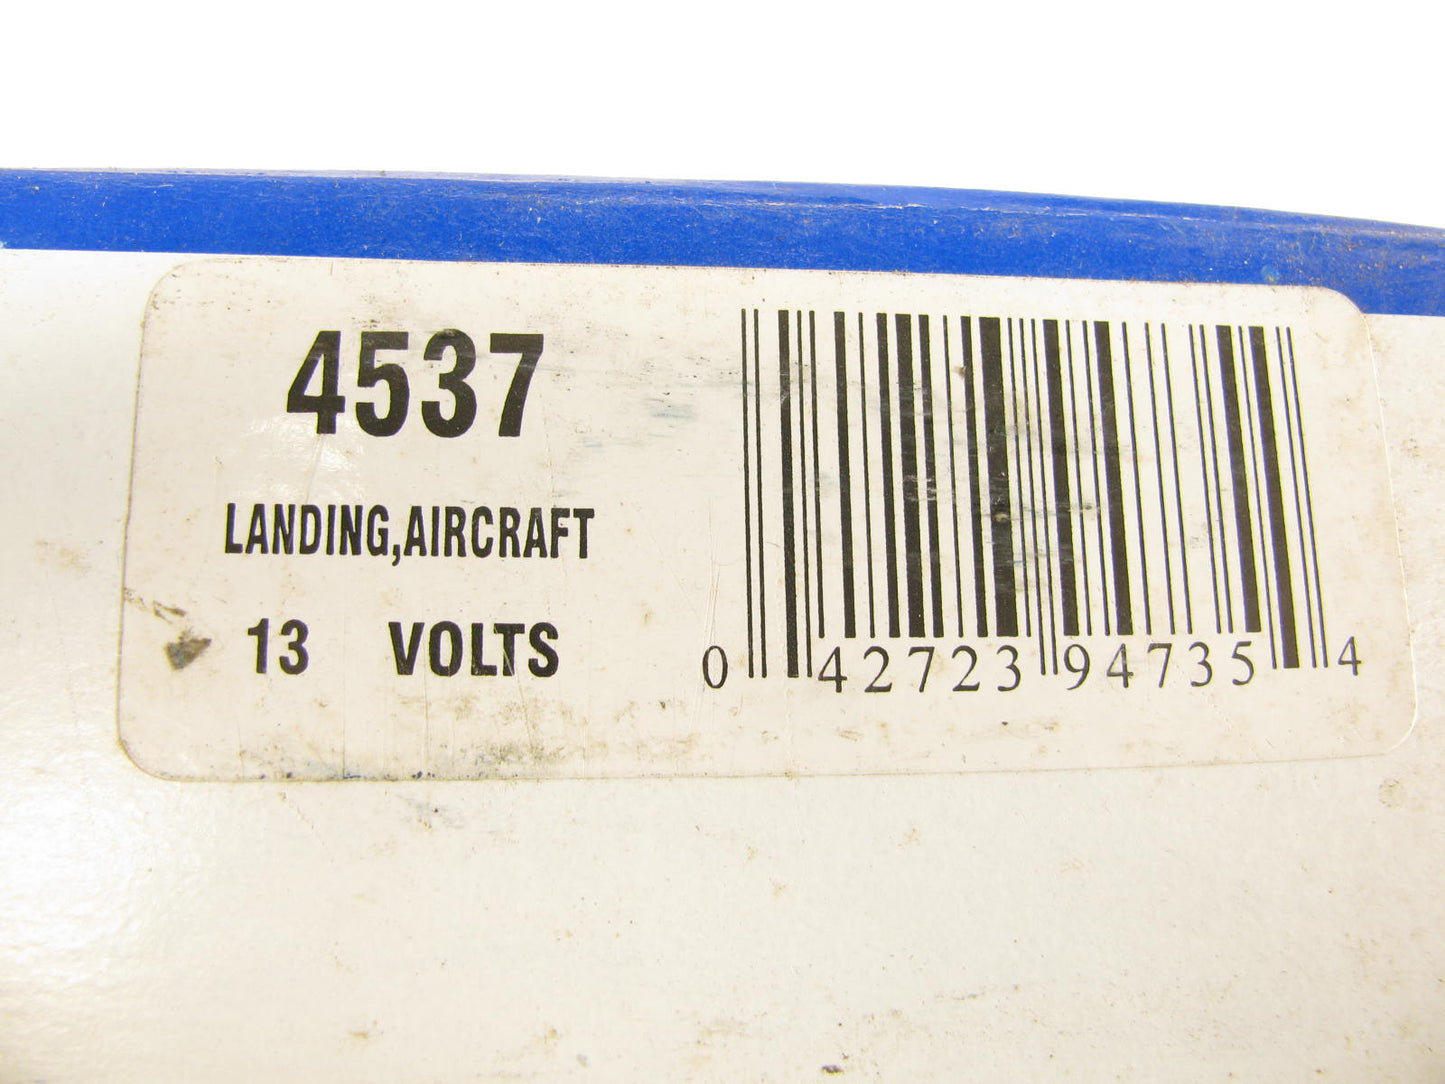 4537
LANDING,AIRCRAFT
13 VOLTS
0 42723 94735 4